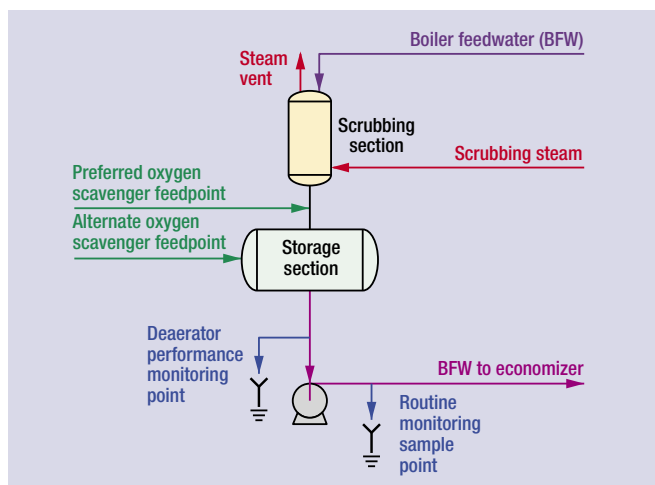 Boiler feedwater (BFW)
Steam
vent
Scrubbing
section
Scrubbing steam
Preferred oxygen
scavenger feedpoint
Alternate oxygen
scavenger feedpoint
Storage
section
Deaerator
performance
monitoring
point
BFW to economizer
Routine
monitoring
sample
point